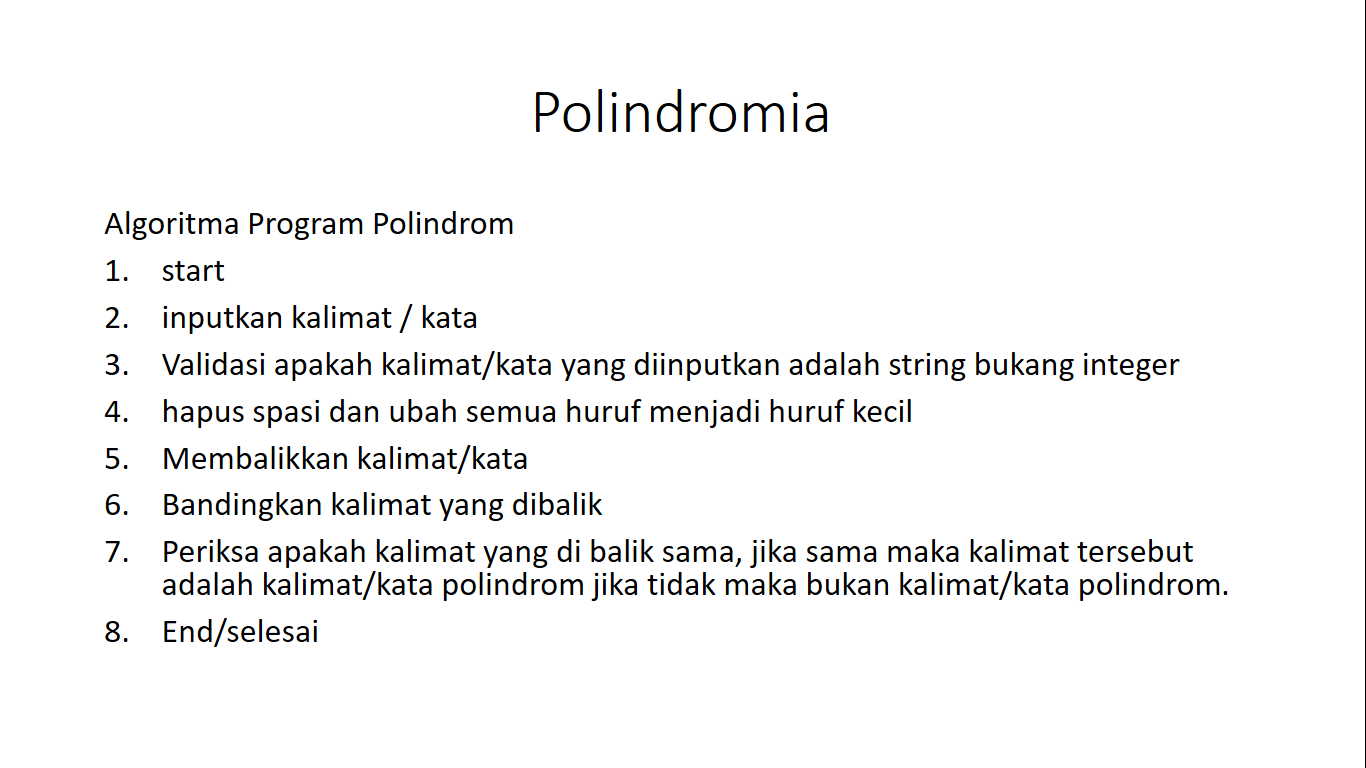 Polindromia
Algoritma Program Polindrom
1. start
2. inputkan kalimat / kata
3. Validasi apakah kalimat/kata yang diinputkan adalah string bukang integer
4. hapus spasi dan ubah semua huruf menjadi huruf kecil
5. Membalikkan kalimat/kata
6. Bandingkan kalimat yang dibalik
7. Periksa apakah kalimat yang di balik sama, jika sama maka kalimat tersebut
adalah kalimat/kata polindrom jika tidak maka bukan kalimat/kata polindrom.
8. End/selesai